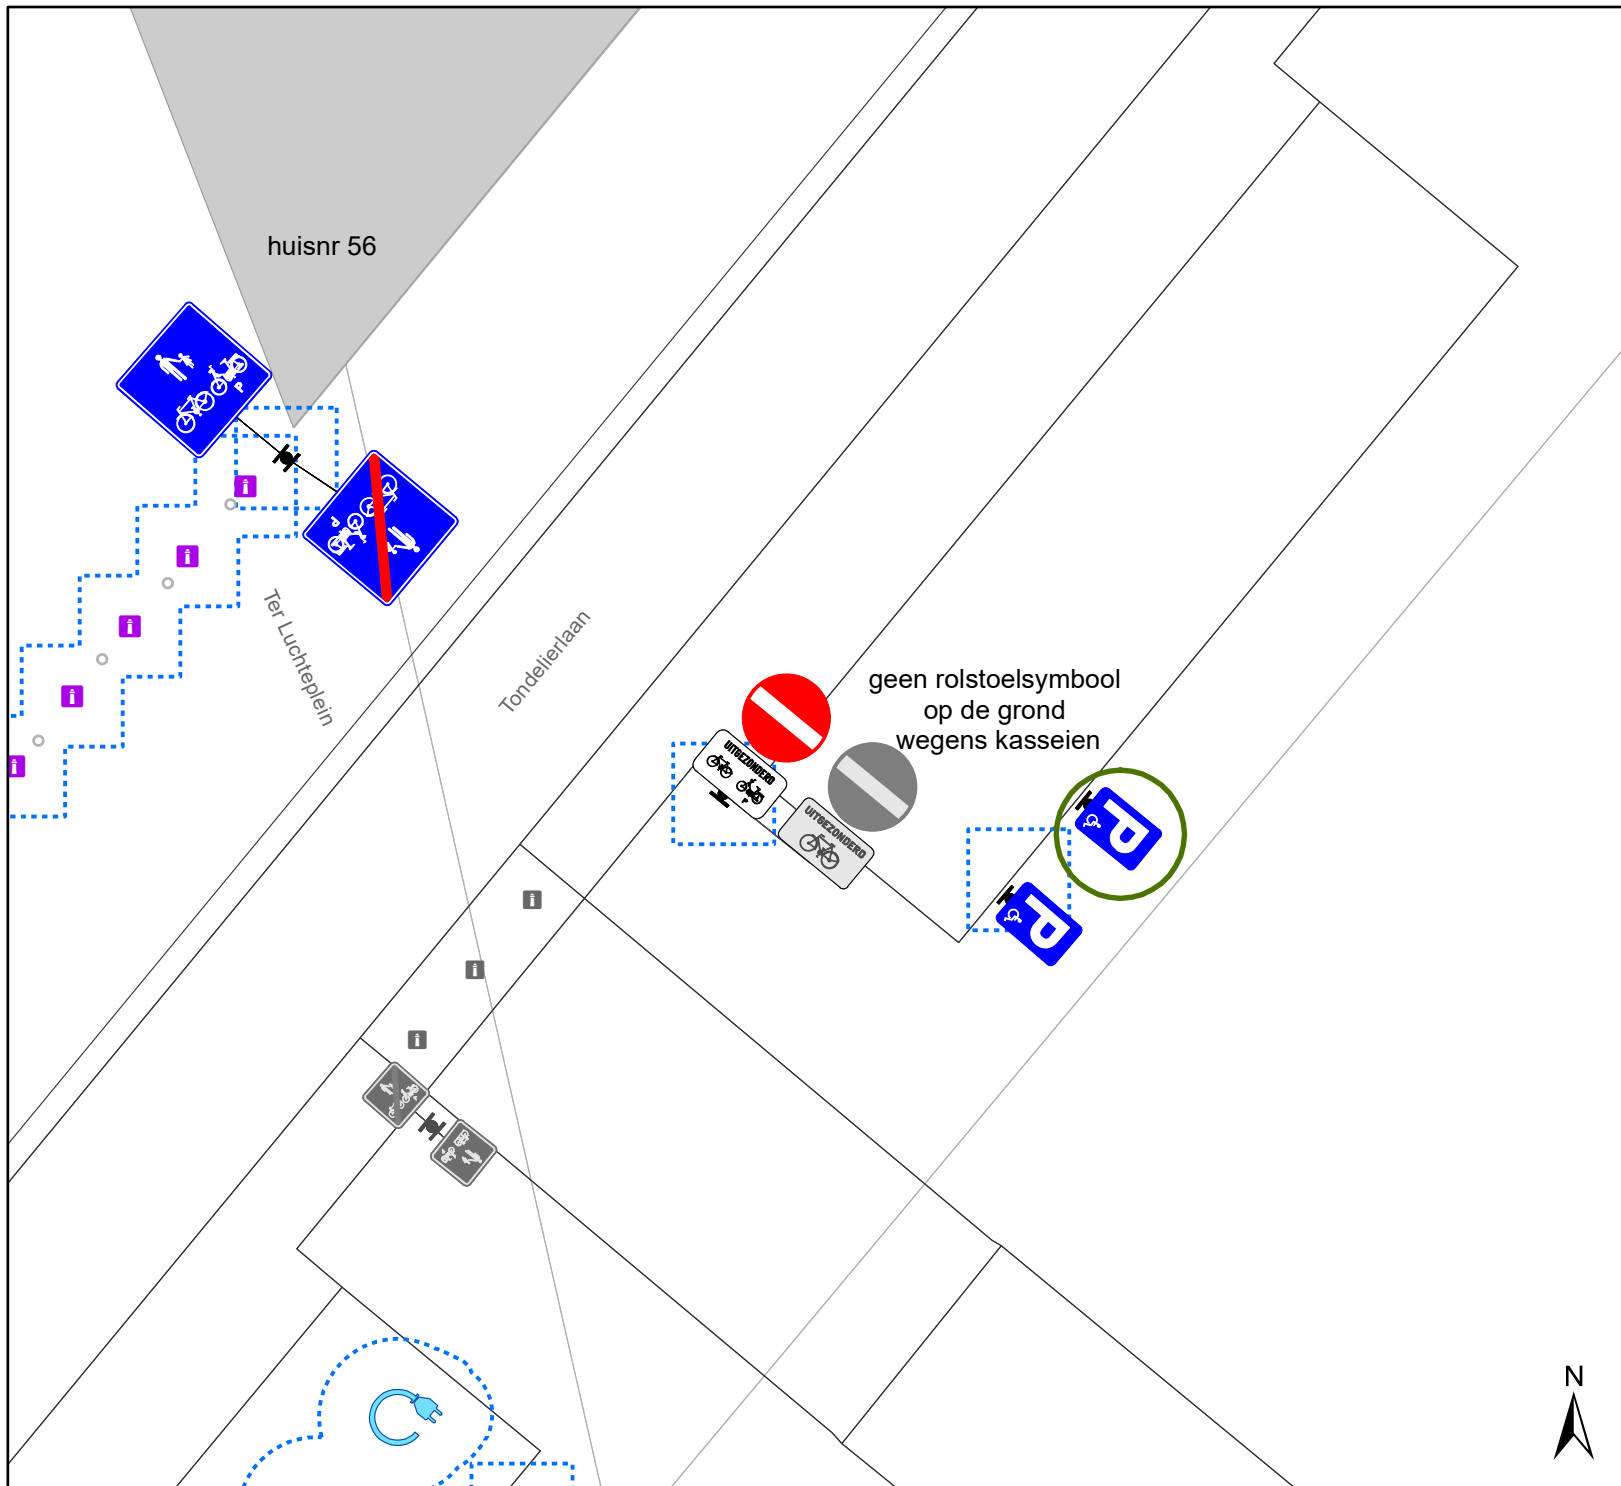 huisnr 56
P
P
Ter Luchteplein
Tondelierlaan
geen rolstoelsymbool
op de grond
wegens kasseien
UITGEZONDERD
P
UITGEZONDERD
P
P
N